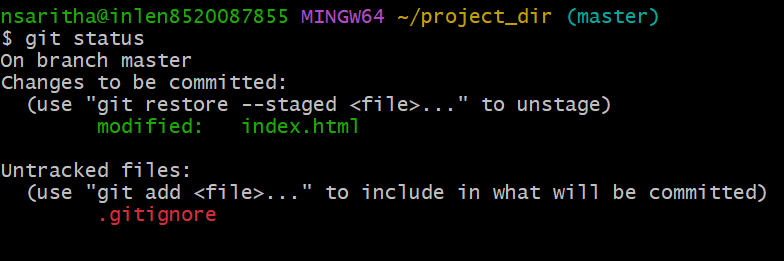 nsaritha@inlen8520087855 MINGW64 ~/project_dir (master)
$ git status
On branch master
Changes to be committed:
  (use "git restore --staged <file>..." to unstage)
        modified:   index.html

Untracked files:
  (use "git add <file>..." to include in what will be committed)
        .gitignore